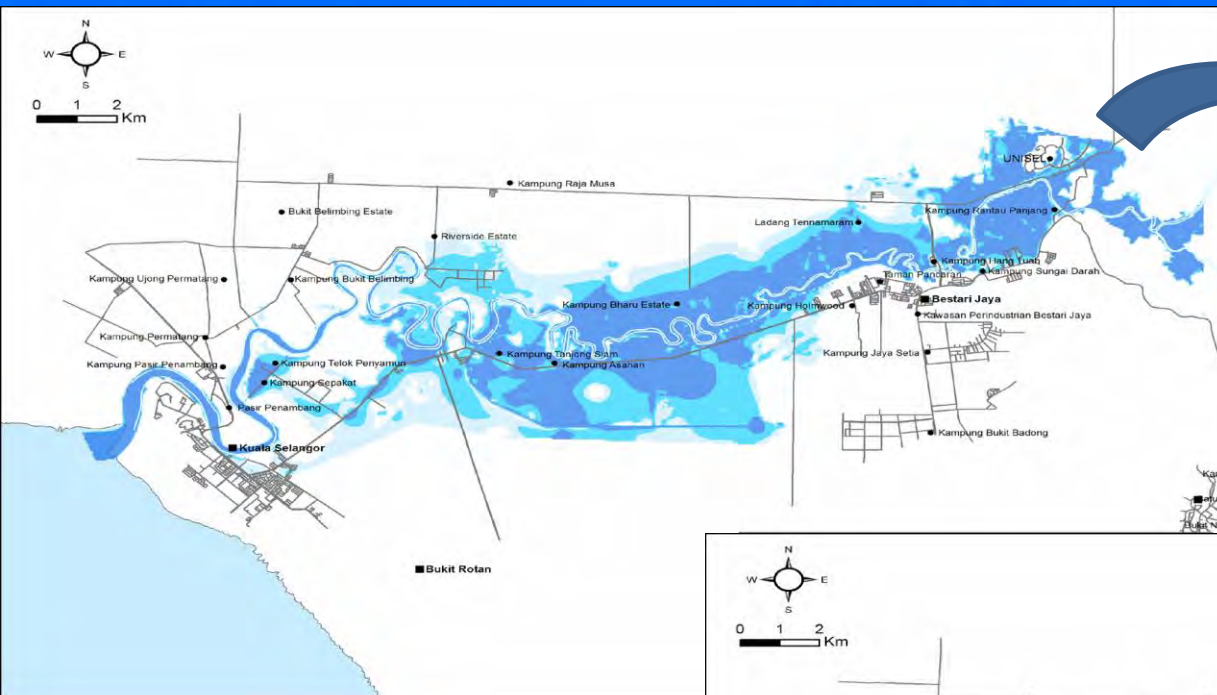 N
W E
S
0 1 2
Km
UNISEL
Kampung Raja Musa
Bukit Belimbing Estate
Kampung Rantau Panjang
Ladang Tennamaram
Riverside Estate
Kampung Hang Tuah
Kampung Sungai Darah
Kampung Ujong Permatang
Kampung Bukit Belimbing
Taman Pancaran
Bestari Jaya
Kampung Bharu Estate
Kampung Holmwood
Kawasan Perindustrian Bestari Jaya
Kampung Permatang
Kampung Jaya Setia
Kampung Tanjong Siam
Kampung Asahan
Kampung Pasir Penambang
Kampung Telok Penyamun
Kampung Sepakat
Pasir Penambang
Kampung Bukit Badong
Kuala Selangor
Bukit Rotan
N
W E
S
0 1 2
Km